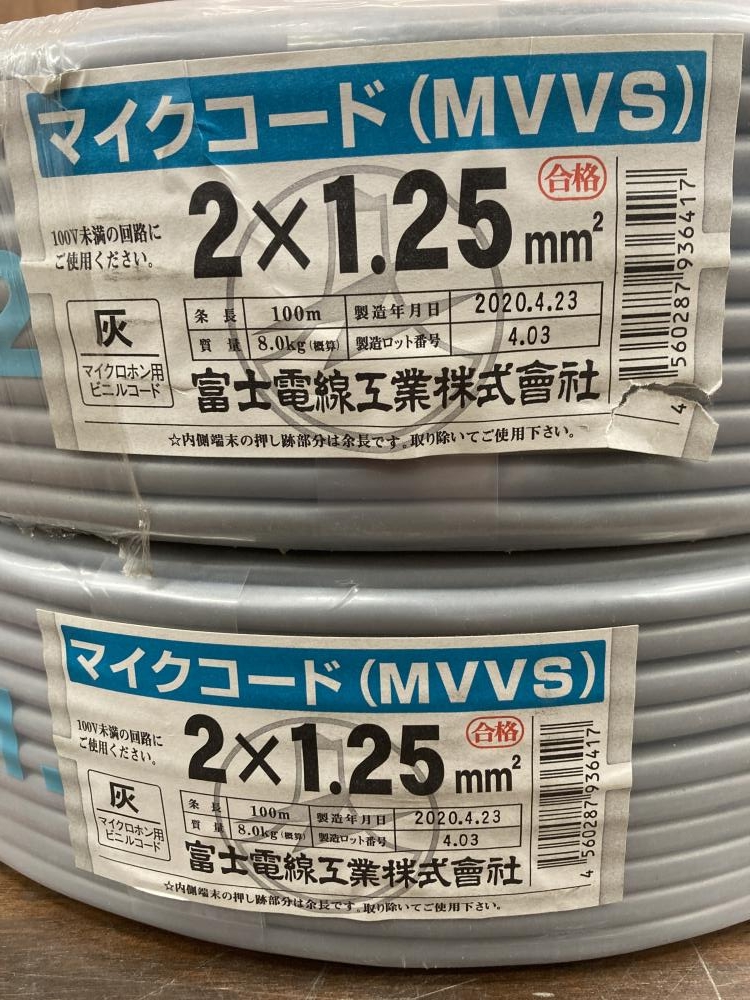 マイクコード(MVVS)
合格
100V未満の回路に
ご使用ください。
2×1.25mm²
灰
マイクロホン用
ビニルコード
条長 100m 製造年月日 2020.4.23
質量 8.0kg(概算) 製造ロット番号 4.03
富士電線工業株式會社
☆内側端末の押し跡部分は余長です。取り除いてご使用下さい。
4 560287 936417
マイクコード(MVVS)
合格
100V未満の回路に
ご使用ください。
2×1.25mm²
灰
マイクロホン用
ビニルコード
条長 100m 製造年月日 2020.4.23
質量 8.0kg(概算) 製造ロット番号 4.03
富士電線工業株式會社
☆内側端末の押し跡部分は余長です。取り除いてご使用下さい。
4 560287 936417